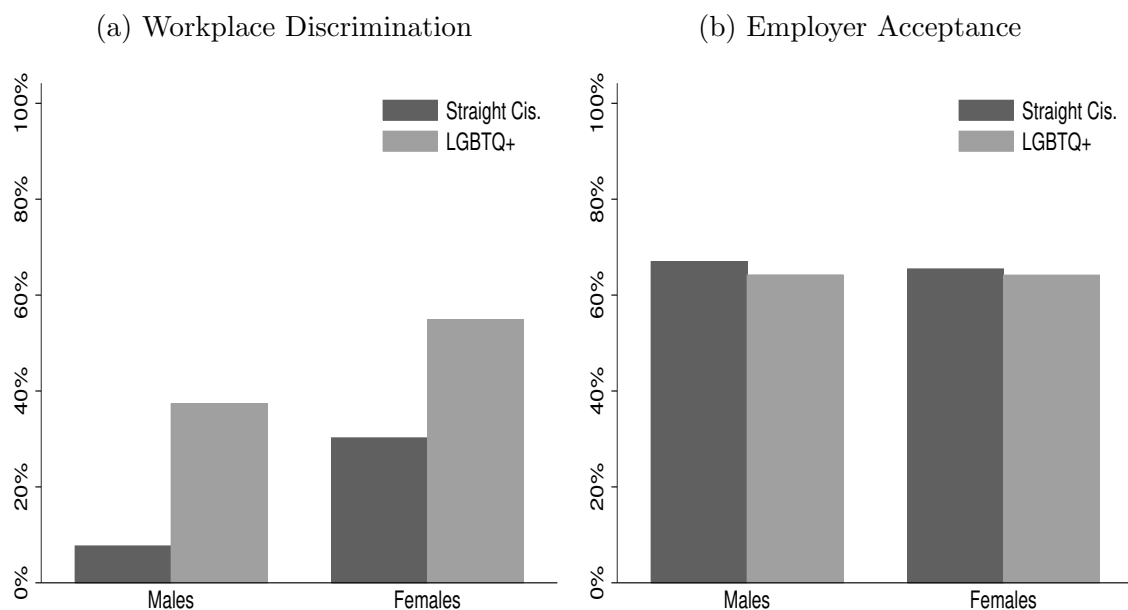 (a) Workplace Discrimination
100%
80%
60%
40%
20%
0%
Straight Cis.
LGBTQ+
Males
Females
(b) Employer Acceptance
100%
80%
60%
40%
20%
0%
Straight Cis.
LGBTQ+
Males
Females